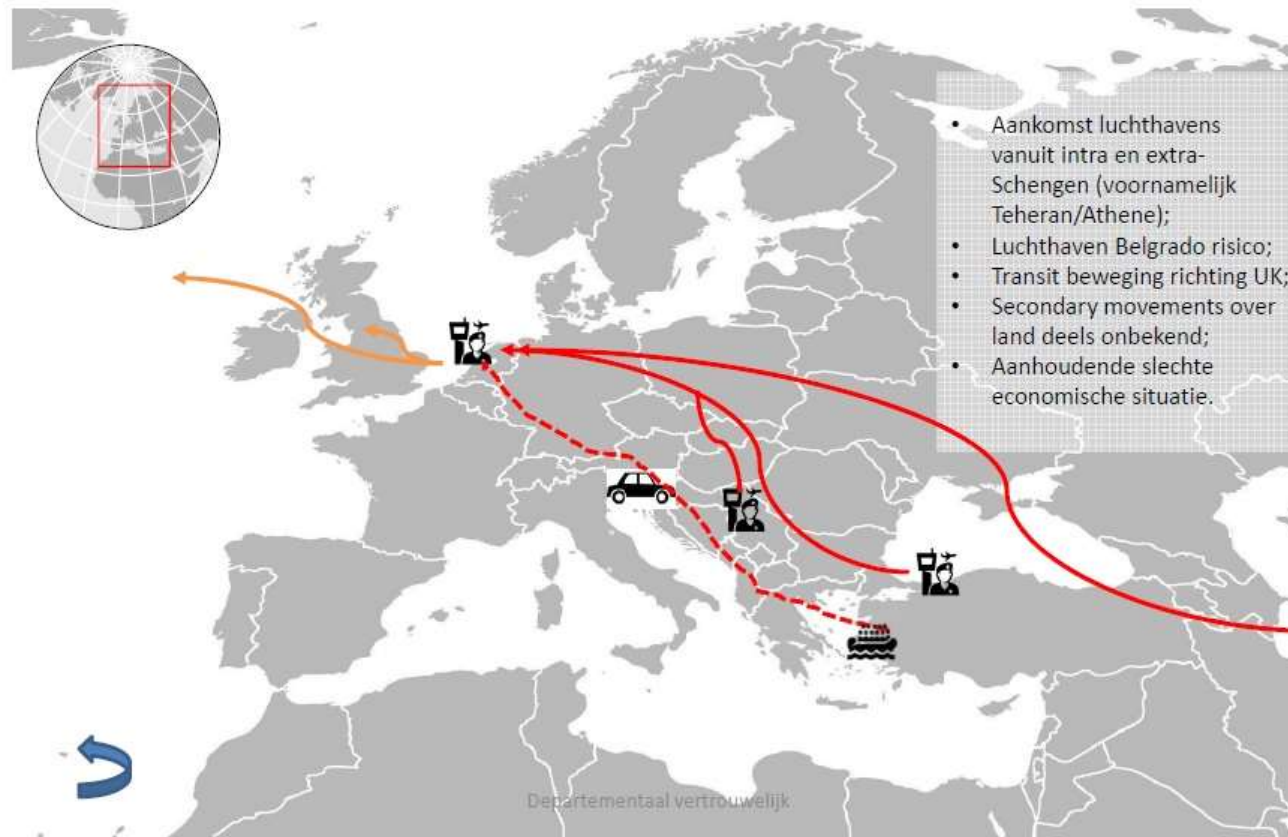 • Aankomst luchthavens
vanuit intra en extra-
Schengen (voornamelijk
Teheran/Athene);
• Luchthaven Belgrado risico;
• Transit beweging richting UK;
• Secondary movements over
land deels onbekend;
• Aanhoudende slechte
economische situatie.
Departementaal vertrouwelijk